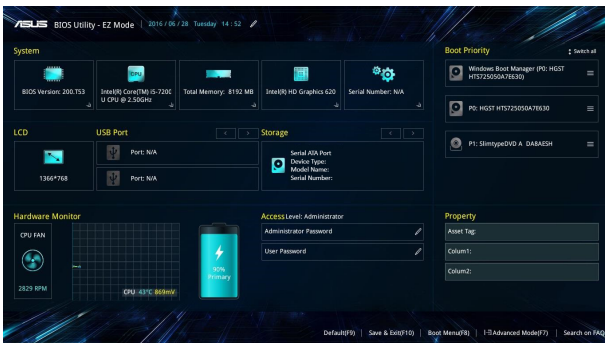 ASUS BIOS Utility - EZ Mode 2016 / 06 / 28 Tuesday 14 : 52
System
BIOS Version: 200.T53
Intel(R) Core(TM) i5-7200
U CPU @ 2.50GHz
CPU
Total Memory: 8192 MB
Intel(R) HD Graphics 620
Serial Number: N/A
Boot Priority
Switch all
Windows Boot Manager (P0: HGST
HTS725050A7E630)
P0: HGST HTS725050A7E630
P1: SlimtypeDVD A DA8AESH
LCD
1366*768
USB Port
Port: N/A
Port: N/A
Storage
Serial ATA Port
Device Type:
Model Name:
Serial Number:
Hardware Monitor
CPU FAN
2829 RPM
CPU 43°C 869mV
90%
Primary
Access Level: Administrator
Administrator Password
User Password
Property
Asset Tag:
Colum1:
Colum2:
Default(F9) | Save & Exit(F10) | Boot Menu(F8) | Advanced Mode(F7) | Search on FAQ